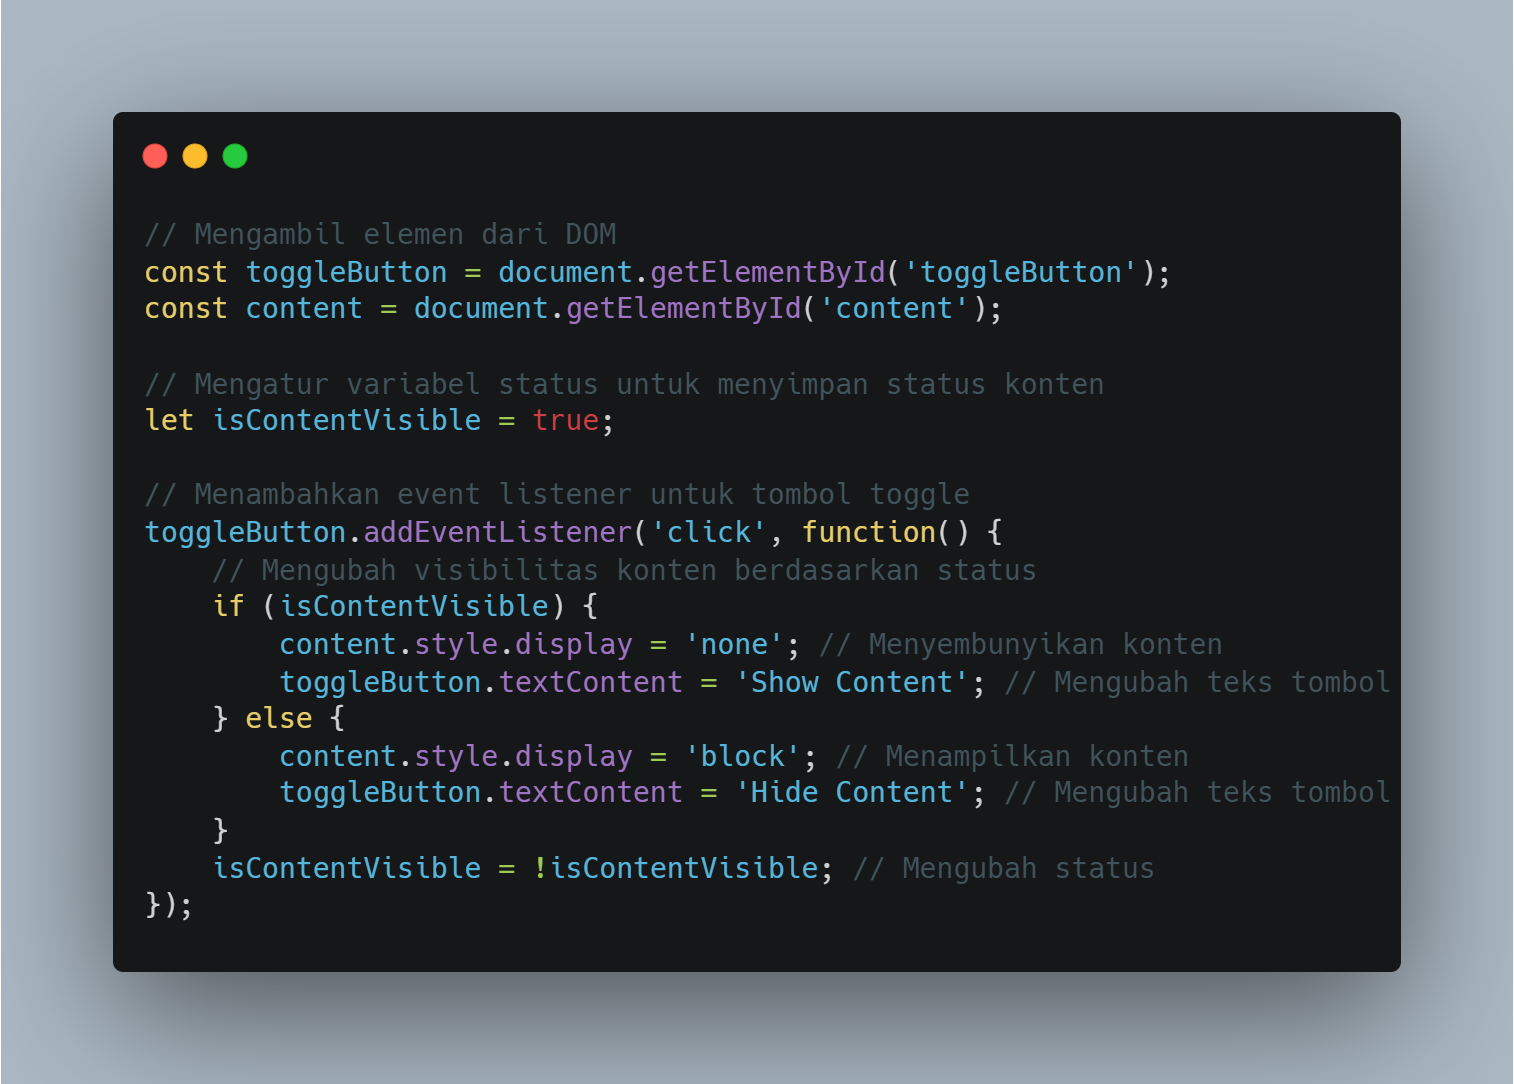 // Mengambil elemen dari DOM
const toggleButton = document.getElementById('toggleButton');
const content = document.getElementById('content');

// Mengatur variabel status untuk menyimpan status konten
let isContentVisible = true;

// Menambahkan event listener untuk tombol toggle
toggleButton.addEventListener('click', function() {
    // Mengubah visibilitas konten berdasarkan status
    if (isContentVisible) {
        content.style.display = 'none'; // Menyembunyikan konten
        toggleButton.textContent = 'Show Content'; // Mengubah teks tombol
    } else {
        content.style.display = 'block'; // Menampilkan konten
        toggleButton.textContent = 'Hide Content'; // Mengubah teks tombol
    }
    isContentVisible = !isContentVisible; // Mengubah status
});